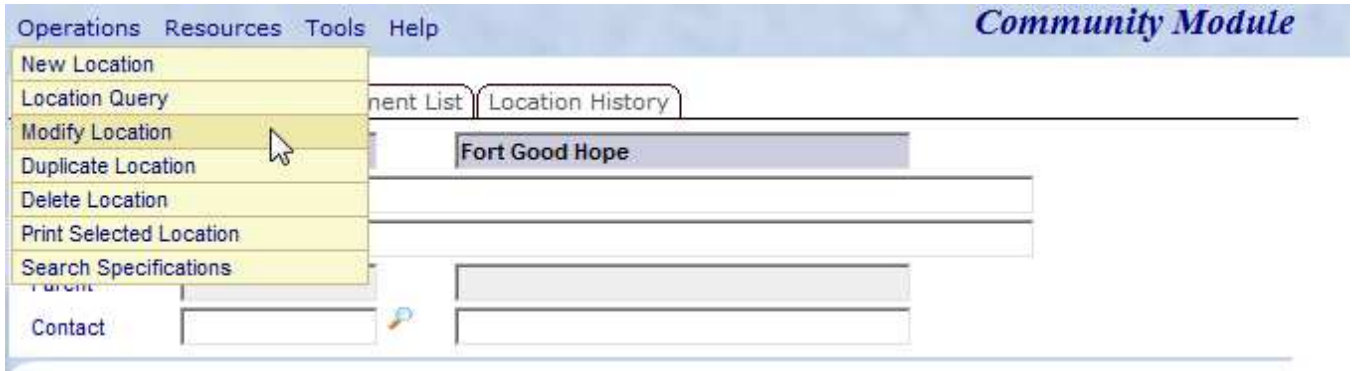 Operations Resources Tools Help
Community Module
New Location
Location Query
List
Location History
Modify Location
Fort Good Hope
Duplicate Location
Delete Location
Print Selected Location
Search Specifications
Contact